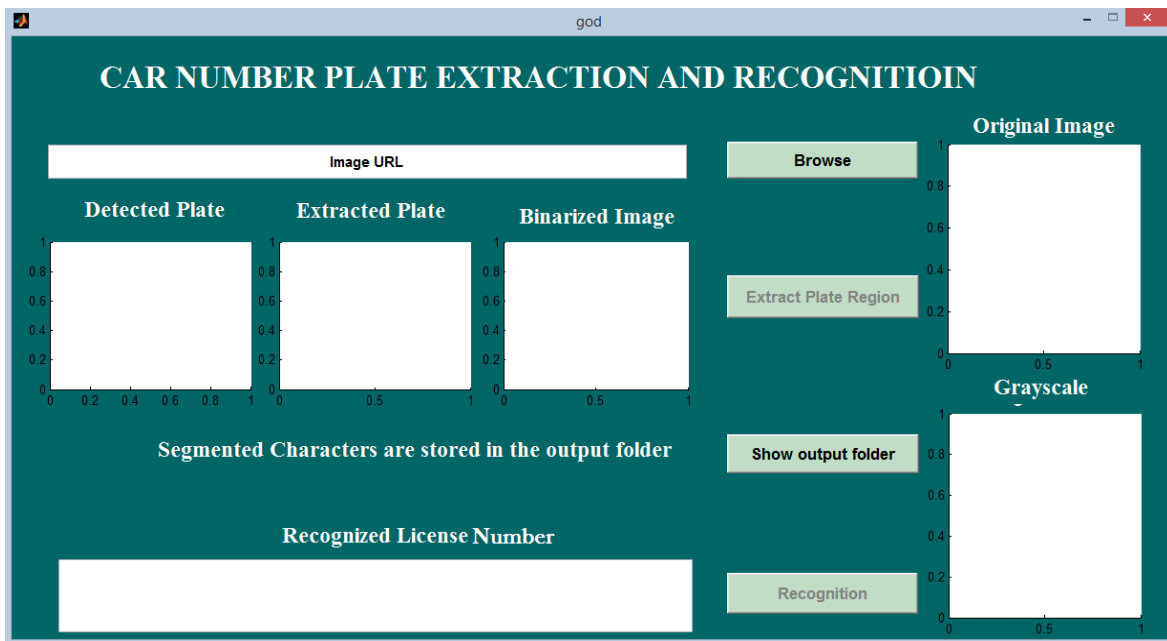 god
CAR NUMBER PLATE EXTRACTION AND RECOGNITIOIN
Original Image
Image URL
Browse
Detected Plate
Extracted Plate
Binarized Image
1
0.8
0.6
0.4
0.2
0
0 0.2 0.4 0.6 0.8 1
1
0.8
0.6
0.4
0.2
0
0 0.5 1
1
0.8
0.6
0.4
0.2
0
0 0.5 1
Extract Plate Region
1
0.8
0.6
0.4
0.2
0
0 0.5 1
Grayscale
Segmented Characters are stored in the output folder
Show output folder
1
0.8
0.6
0.4
0.2
0
0 0.5 1
Recognized License Number
Recognition